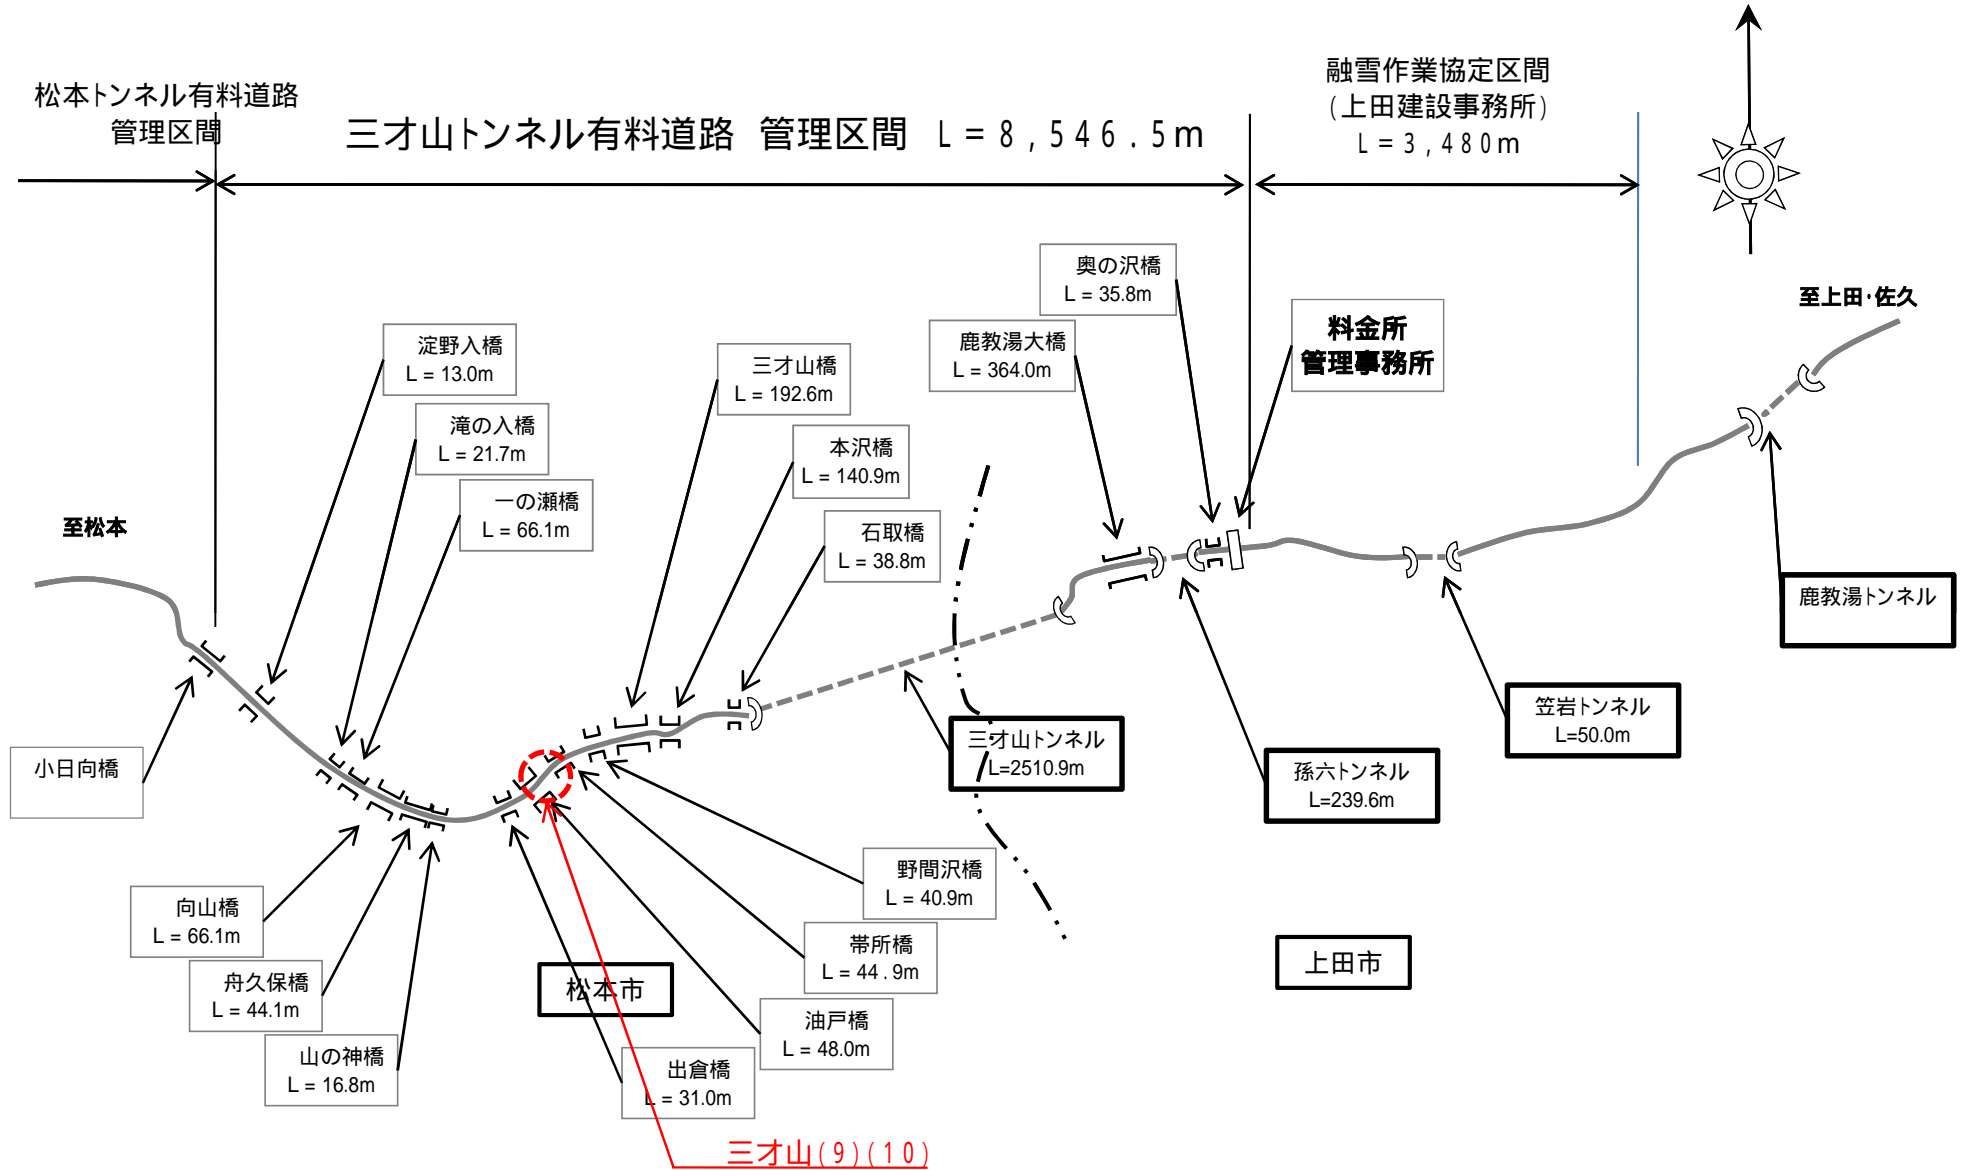 松本トンネル有料道路
管理区間
三才山トンネル有料道路 管理区間 L=8,546.5m
融雪作業協定区間
(上田建設事務所)
L=3,480m
奥の沢橋
L = 35.8m
至上田・佐久
料金所
管理事務所
淀野入橋
L = 13.0m
鹿教湯大橋
L = 364.0m
三才山橋
L = 192.6m
滝の入橋
L = 21.7m
本沢橋
L = 140.9m
一の瀬橋
L = 66.1m
石取橋
L = 38.8m
至松本
鹿教湯トンネル
笠岩トンネル
L=50.0m
三才山トンネル
L=2510.9m
小日向橋
孫六トンネル
L=239.6m
野間沢橋
L = 40.9m
向山橋
L = 66.1m
帯所橋
L = 44.9m
上田市
舟久保橋
L = 44.1m
松本市
油戸橋
L = 48.0m
山の神橋
L = 16.8m
出倉橋
L = 31.0m
三才山(9)(10)